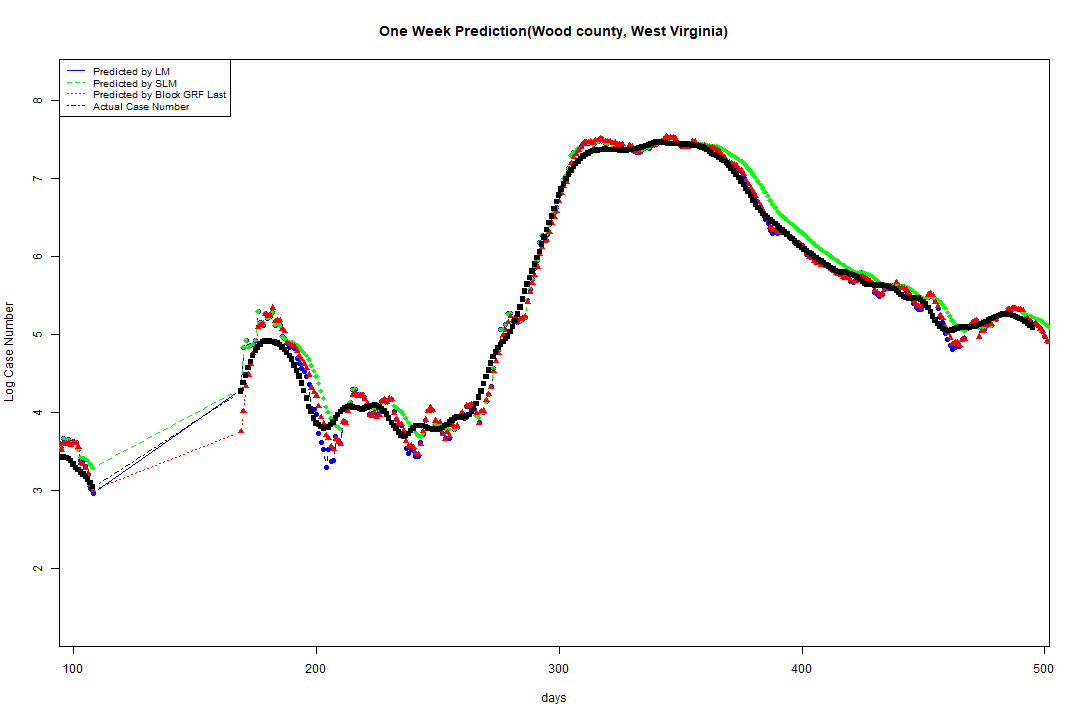 One Week Prediction(Wood county, West Virginia)
Predicted by LM
Predicted by SLM
Predicted by Block GRF Last
Actual Case Number
8
7
6
5
4
3
2
Log Case Number
100 200 300 400 500
days